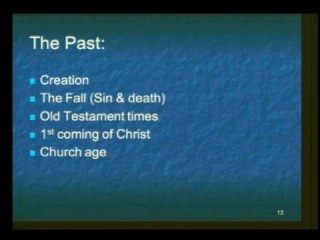 The Past:
Creation
The Fall (Sin & death)
Old Testament times
1st coming of Christ
Church age
13